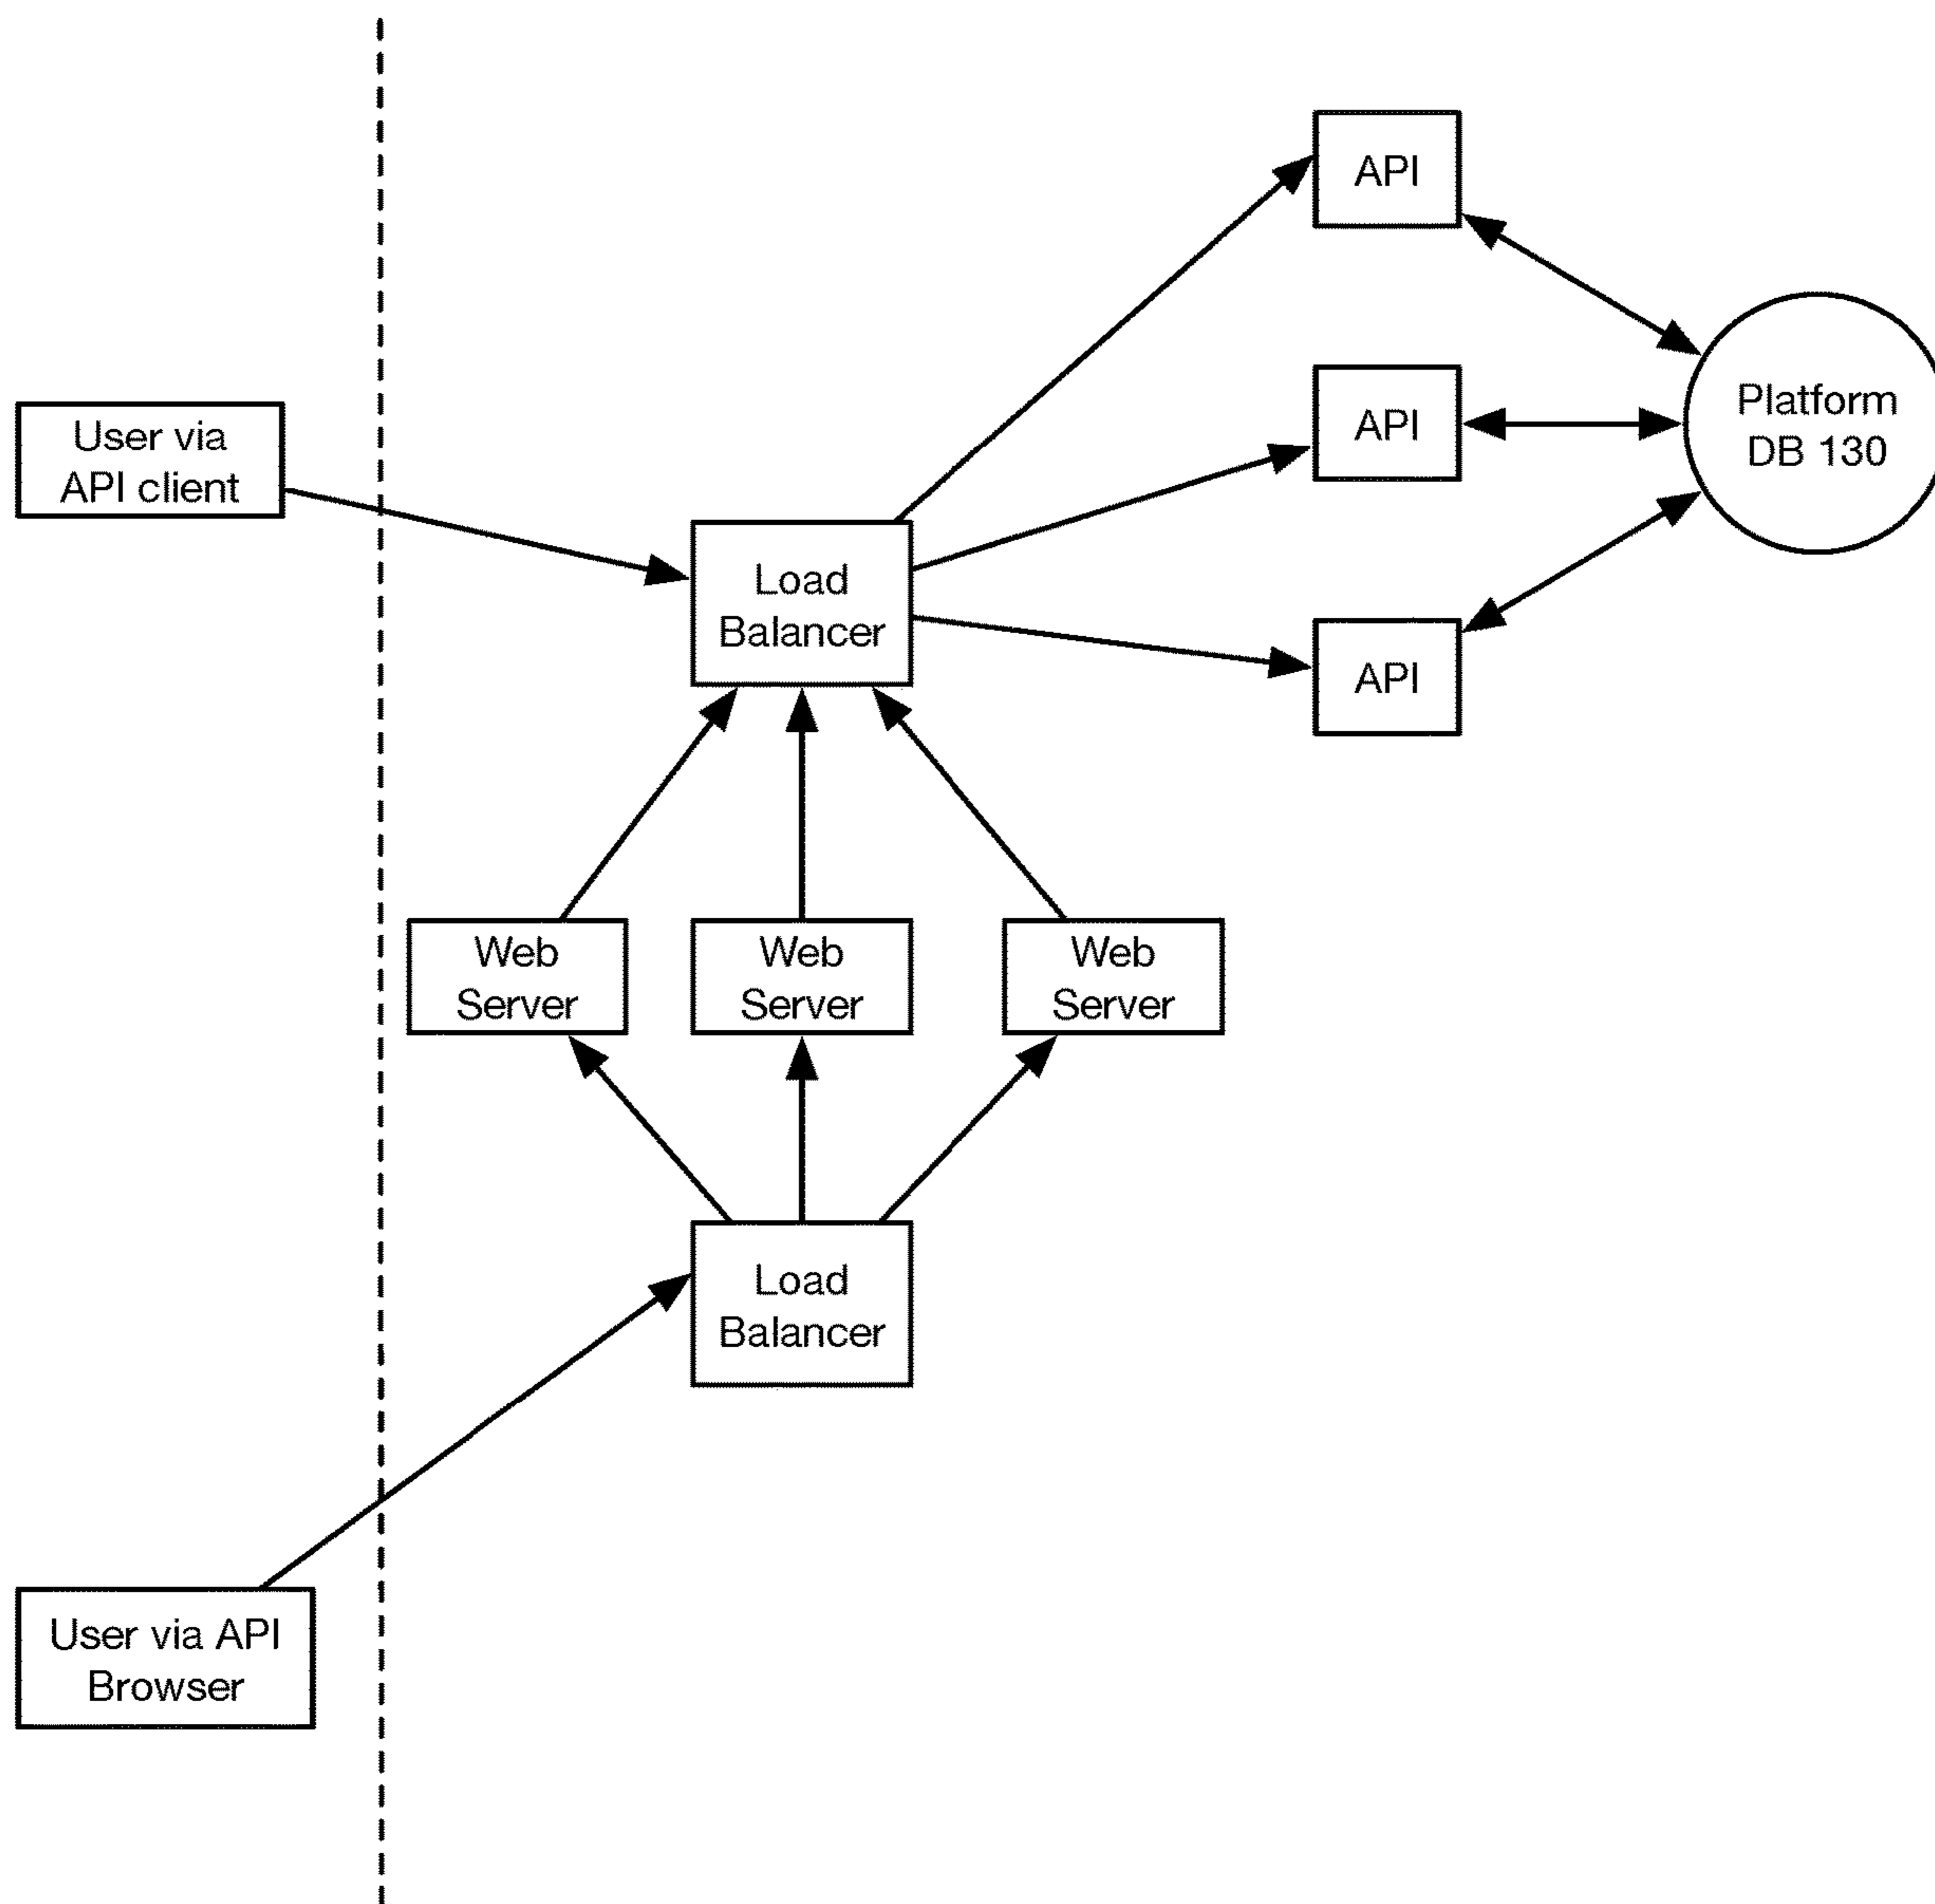 API
User via
API client
API
Platform
DB 130
Load
Balancer
API
Web
Server
Web
Server
Web
Server
Load
Balancer
User via API
Browser